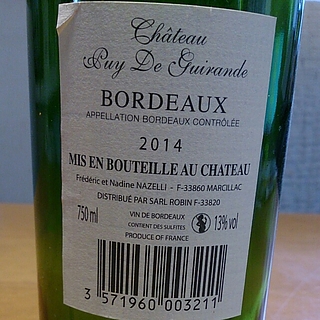 Château
Puy De Guirande
BORDEAUX
APPELLATION BORDEAUX CONTRÔLÉE
2014
MIS EN BOUTEILLE AU CHATEAU
Frédéric et Nadine NAZELLI - F-33860 MARCILLAC
DISTRIBUÉ PAR SARL ROBIN F-33820
750 ml
VIN DE BORDEAUX
CONTIENT DES SULFITES
PRODUCE OF FRANCE
13% vol
3 571960 003211